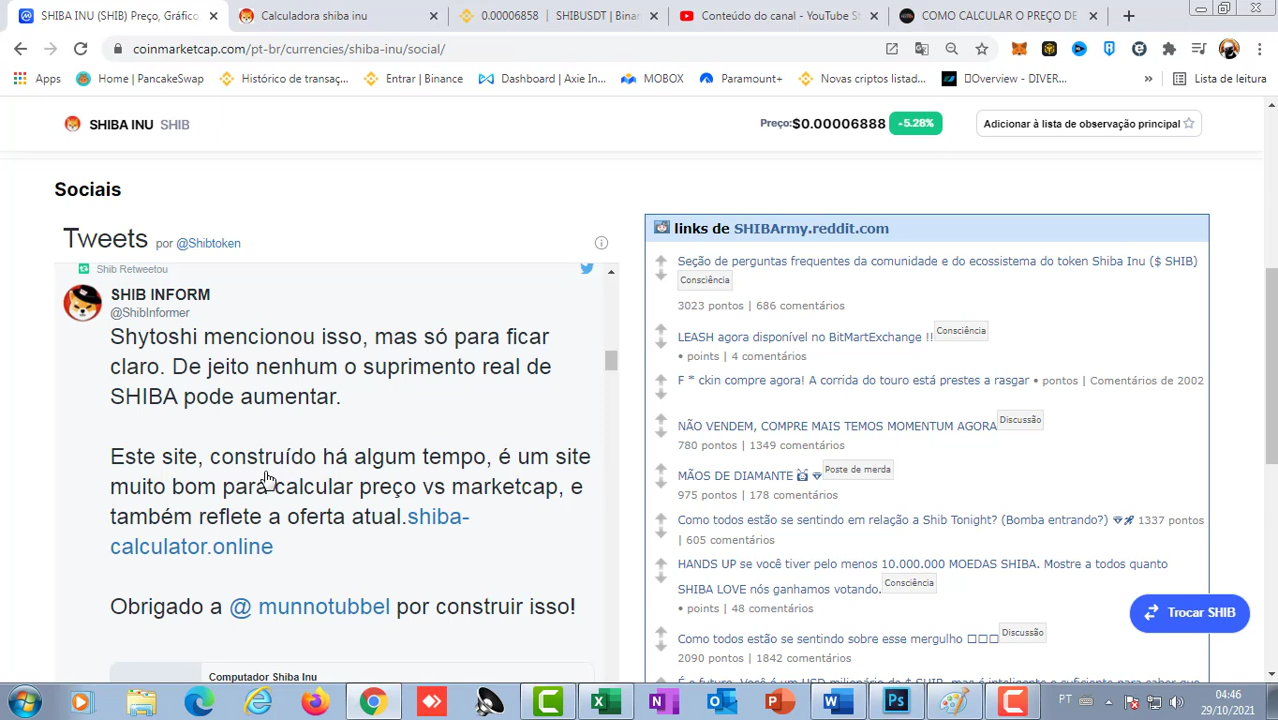 SHIBA INU (SHIB) Preço, Gráfico
Calculadora shiba inu
0.00006858 | SHIBUSDT | Binan
Conteúdo do canal - YouTube St
COMO CALCULAR O PREÇO DE
coinmarketcap.com/pt-br/currencies/shiba-inu/social/
Apps
Home | PancakeSwap
Histórico de transaç...
Entrar | Binance
Dashboard | Axie In...
MOBOX
Paramount+
Novas criptos listad...
Overview - DIVER...
»
Lista de leitura
SHIBA INU SHIB
Preço:$0.00006888 -5.28%
Adicionar à lista de observação principal
Sociais
Tweets por @Shibtoken
Shib Retweetou
SHIB INFORM
@ShibInformer
Shytoshi mencionou isso, mas só para ficar
claro. De jeito nenhum o suprimento real de
SHIBA pode aumentar.
Este site, construído há algum tempo, é um site
muito bom para calcular preço vs marketcap, e
também reflete a oferta atual.shiba-
calculator.online
Obrigado a @ munnotubbel por construir isso!
Computador Shiba Inu
links de SHIBArmy.reddit.com
Seção de perguntas frequentes da comunidade e do ecossistema do token Shiba Inu ($ SHIB)
Consciência
3023 pontos | 686 comentários
LEASH agora disponível no BitMartExchange !! Consciência
• points | 4 comentários
F * ckin compre agora! A corrida do touro está prestes a rasgar • pontos | Comentários de 2002
NÃO VENDEM, COMPRE MAIS TEMOS MOMENTUM AGORA Discussão
780 pontos | 1349 comentários
MÃOS DE DIAMANTE Poste de merda
975 pontos | 178 comentários
Como todos estão se sentindo em relação a Shib Tonight? (Bomba entrando?) 1337 pontos
| 605 comentários
HANDS UP se você tiver pelo menos 10.000.000 MOEDAS SHIBA. Mostre a todos quanto
SHIBA LOVE nós ganhamos votando. Consciência
• points | 48 comentários
Como todos estão se sentindo sobre esse mergulho Discussão
2090 pontos | 1842 comentários
Trocar SHIB
PT
04:46
29/10/2021